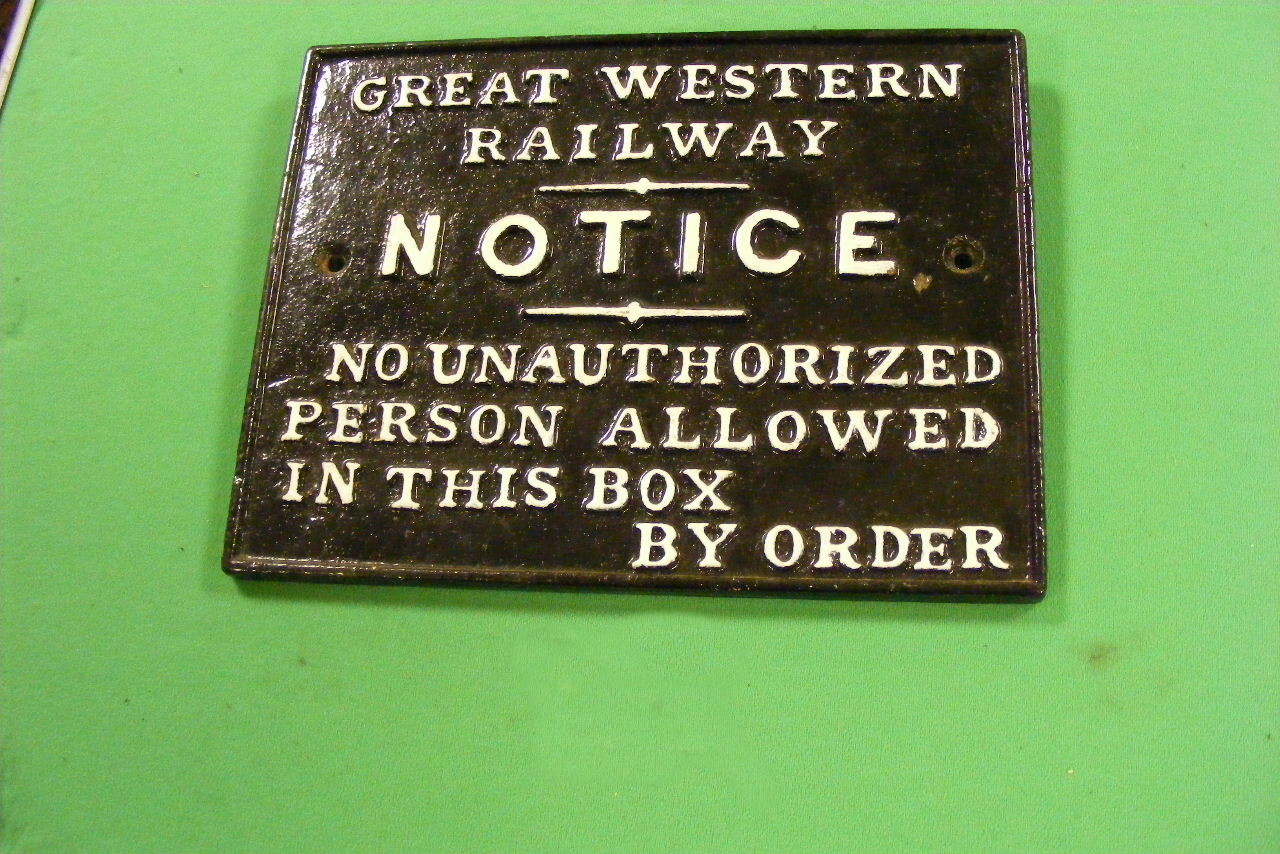 GREAT WESTERN
RAILWAY
NOTICE
NO UNAUTHORIZED
PERSON ALLOWED
IN THIS BOX
BY ORDER